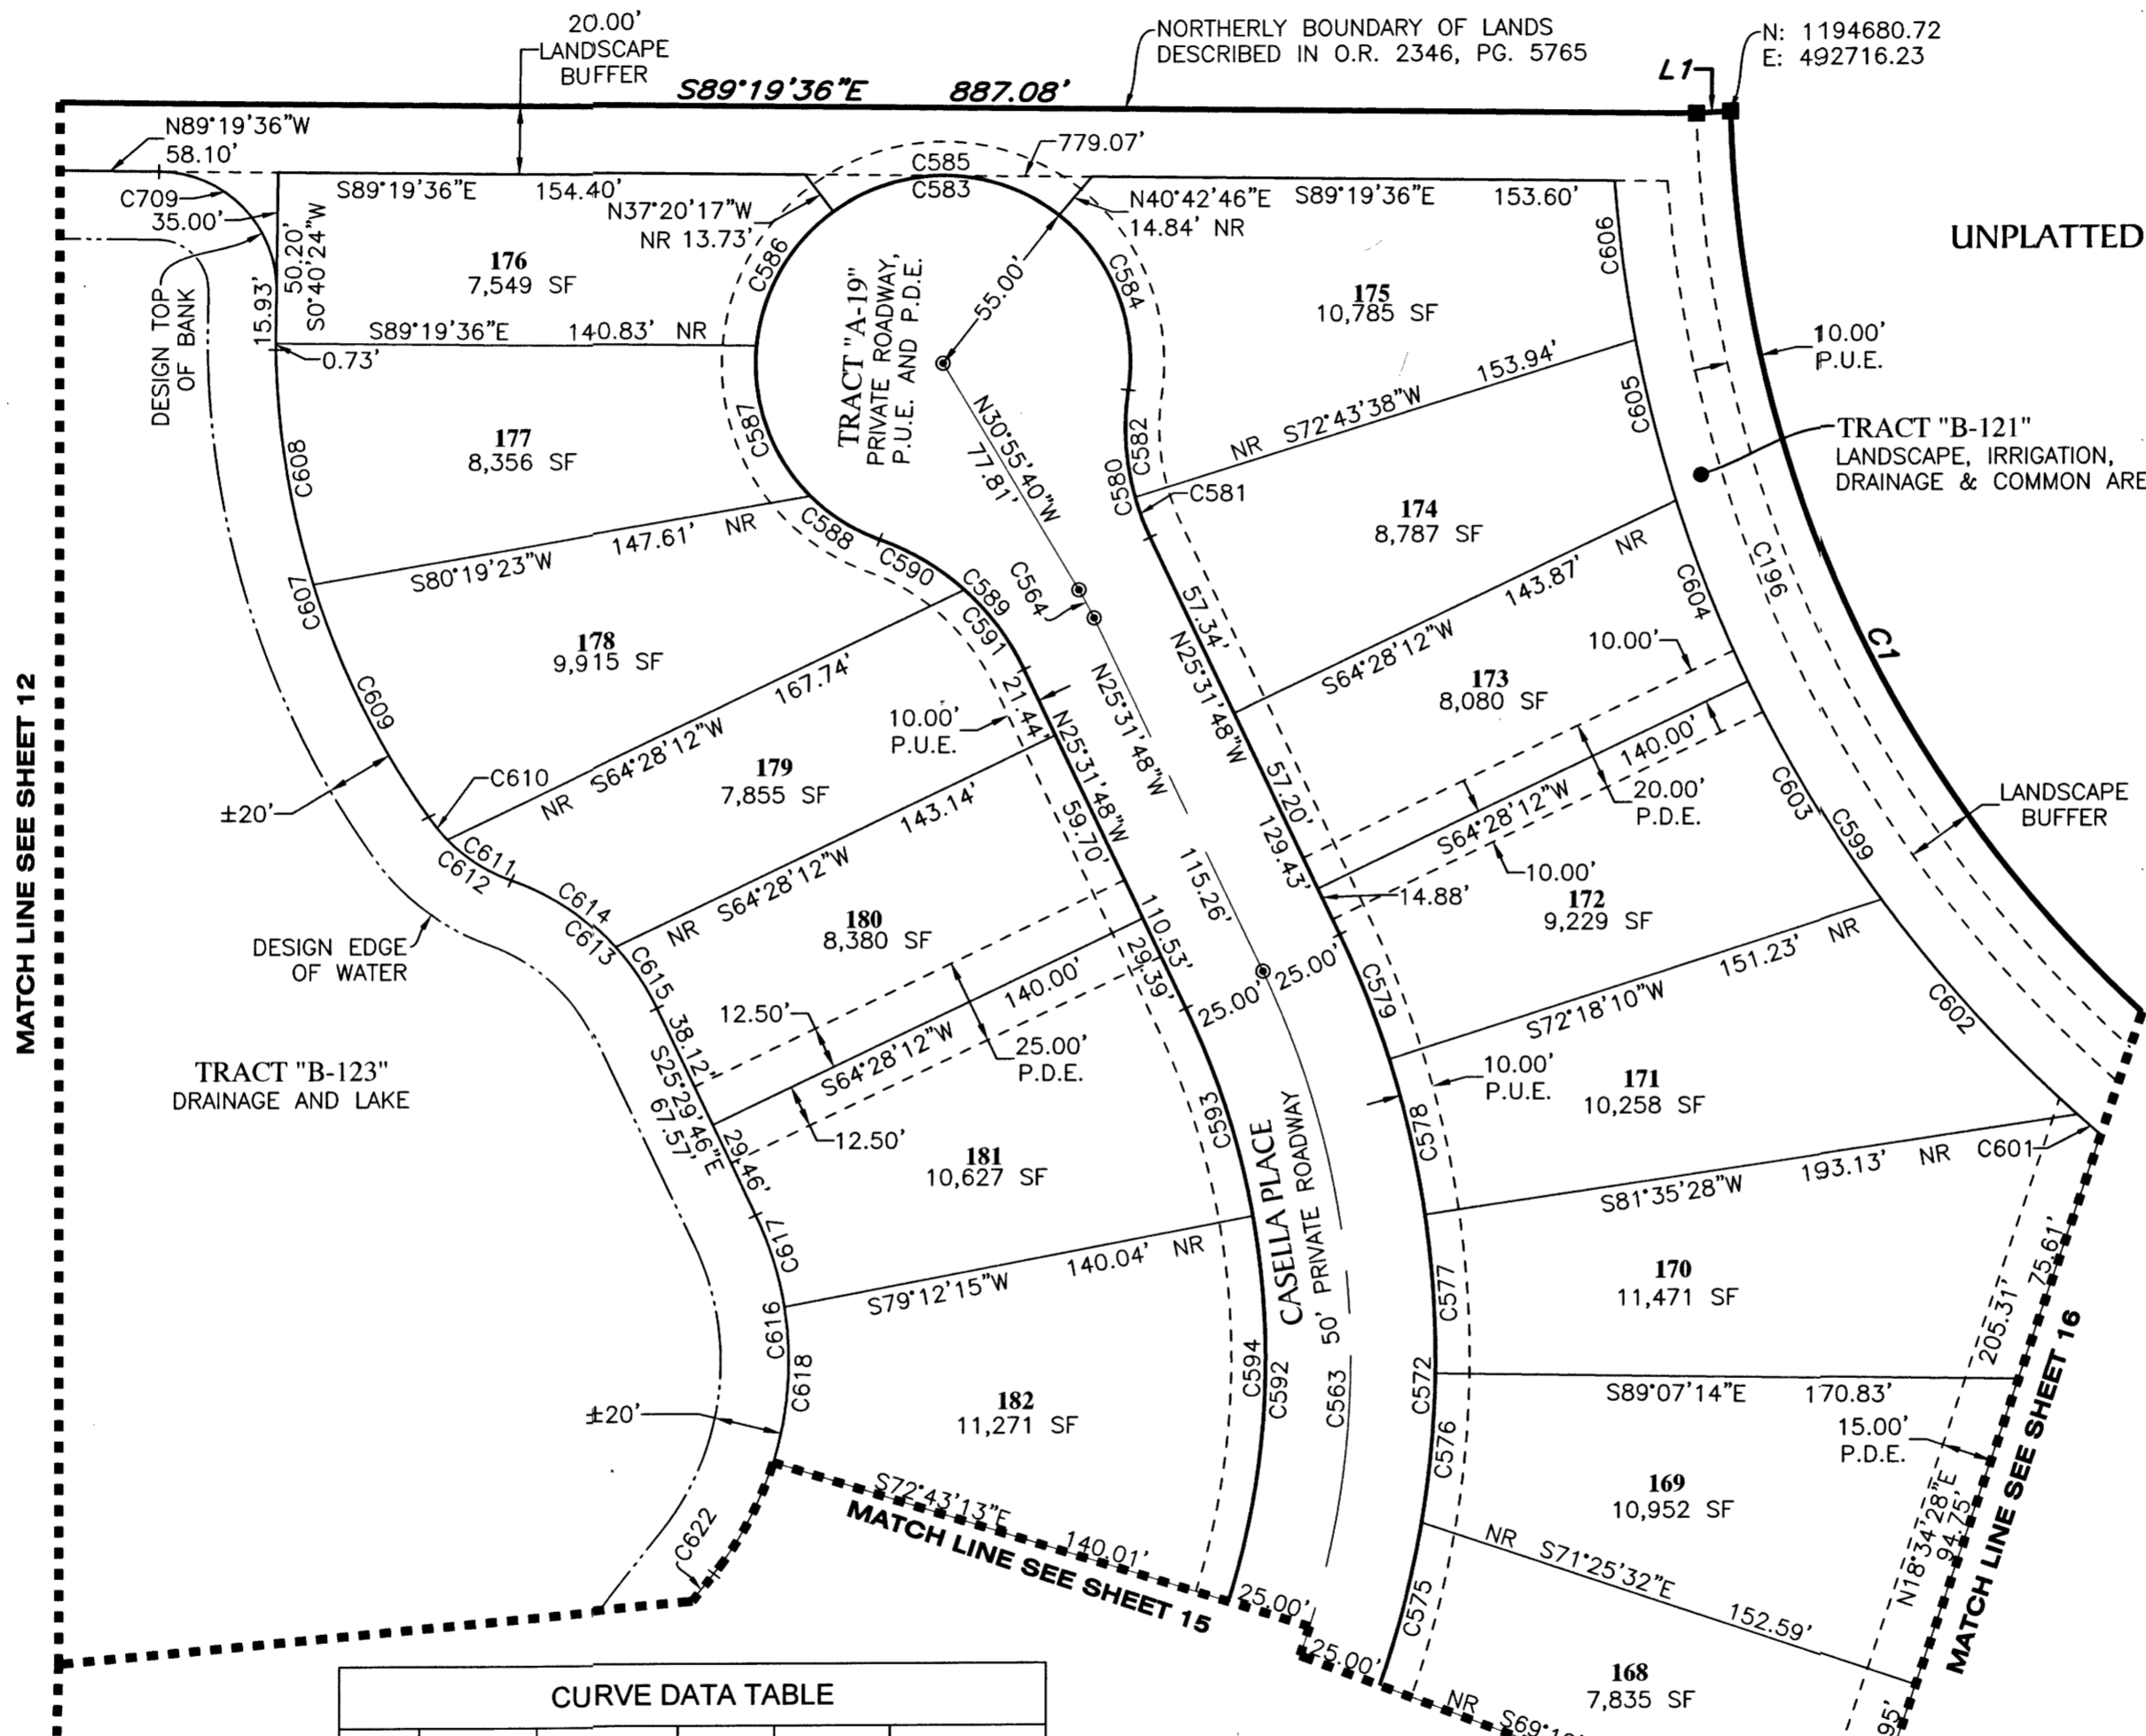 20.00'
LANDSCAPE
BUFFER
NORTHERLY BOUNDARY OF LANDS
DESCRIBED IN O.R. 2346, PG. 5765
N: 1194680.72
E: 492716.23
L1
S89°19'36"E 887.08'
N89°19'36"W
58.10'
C709
35.00'
S89°19'36"E 154.40'
C585
C583
779.07'
N37°20'17"W
NR 13.73'
N40°42'46"E
14.84' NR
S89°19'36"E 153.60'
UNPLATTED
50.20'
S0°40'24"W
15.93'
176
7,549 SF
C586
TRACT "A-19"
PRIVATE ROADWAY,
P.U.E. AND P.D.E.
55.00'
C584
175
10,785 SF
C606
DESIGN TOP
OF BANK
S89°19'36"E 140.83' NR
0.73'
10.00'
P.U.E.
153.94'
S72°43'38"W
NR
C605
177
8,356 SF
C587
N30°55'40"W
77.81'
C582
C580
C581
TRACT "B-121"
LANDSCAPE, IRRIGATION,
DRAINAGE & COMMON ARE
C608
C607
147.61' NR
S80°19'23"W
C588
C590
C589
C591
C564
174
8,787 SF
NR
143.87'
S64°28'12"W
C604
C196
C1
57.34'
N25°31'48"W
57.20'
129.43'
178
9,915 SF
C609
167.74'
S64°28'12"W
NR
21.44'
N25°31'48"W
59.70'
110.53'
29.39'
N25°31'48"W
115.26'
10.00'
173
8,080 SF
10.00'
P.U.E.
MATCH LINE SEE SHEET 12
±20'
C610
C611
C612
179
7,855 SF
143.14'
S64°28'12"W
NR
140.00'
S64°28'12"W
20.00'
P.D.E.
10.00'
14.88'
C603
C599
LANDSCAPE
BUFFER
172
9,229 SF
C614
C613
C615
180
8,380 SF
DESIGN EDGE
OF WATER
12.50'
140.00'
S64°28'12"W
25.00'
P.D.E.
12.50'
25.00'
25.00'
C579
NR
151.23'
S72°18'10"W
C602
TRACT "B-123"
DRAINAGE AND LAKE
38.12'
S25°29'46"E
67.57'
29.46'
C593
10.00'
P.U.E.
171
10,258 SF
C578
C601
193.13' NR
S81°35'28"W
181
10,627 SF
C617
C616
C618
140.04' NR
S79°12'15"W
CASELLA PLACE
50' PRIVATE ROADWAY
C577
170
11,471 SF
75.61'
205.31'
C594
C592
C563
C572
S89°07'14"E 170.83'
15.00'
P.D.E.
MATCH LINE SEE SHEET 16
±20'
182
11,271 SF
C576
169
10,952 SF
N18°34'28"E
94.75'
C622
S72°43'13"E
140.01'
MATCH LINE SEE SHEET 15
25.00'
25.00'
NR S71°25'32"E
152.59'
C575
168
7,835 SF
NR
95'
CURVE DATA TABLE